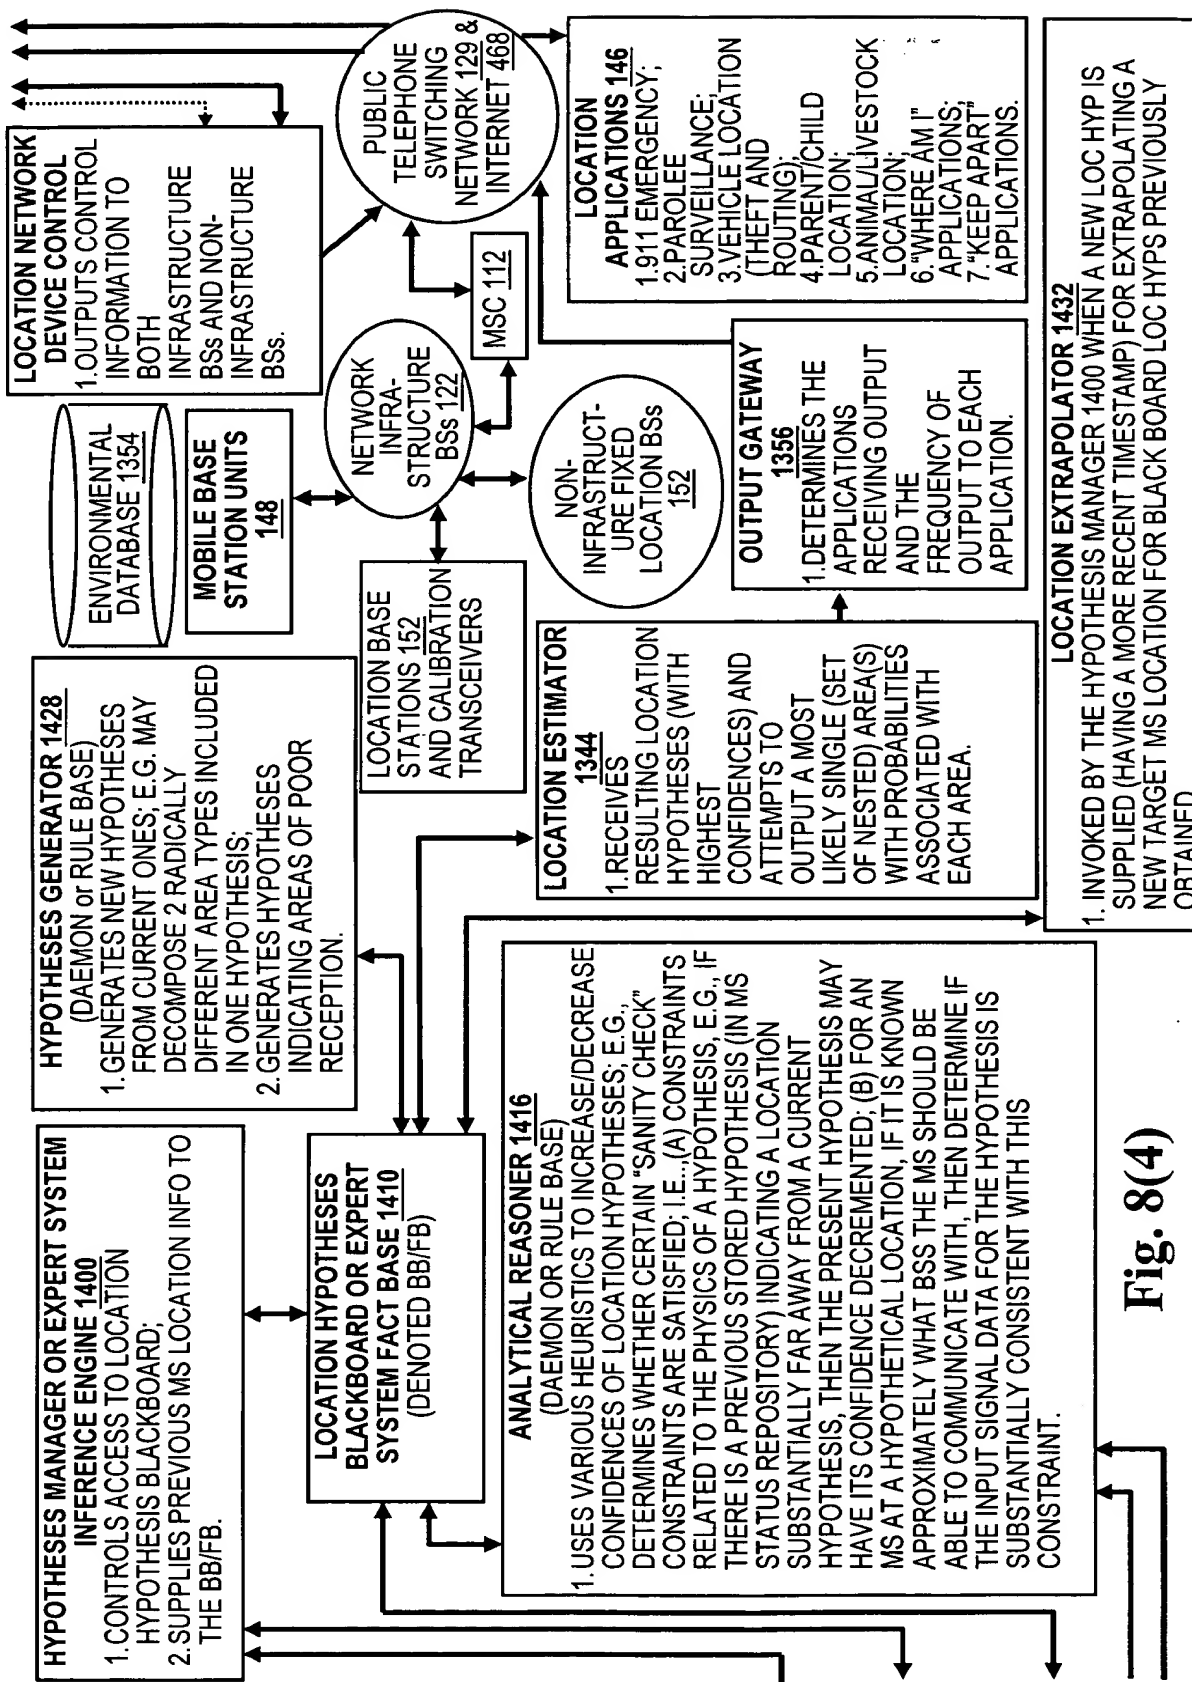 HYPOTHESES MANAGER OR EXPERT SYSTEM
INFERENCE ENGINE 1400
1. CONTROLS ACCESS TO LOCATION
HYPOTHESIS BLACKBOARD;
2. SUPPLIES PREVIOUS MS LOCATION INFO TO
THE BB/FB.
HYPOTHESES GENERATOR 1428
(DAEMON or RULE BASE)
1. GENERATES NEW HYPOTHESES
FROM CURRENT ONES; E.G. MAY
DECOMPOSE 2 RADICALLY
DIFFERENT AREA TYPES INCLUDED
IN ONE HYPOTHESIS;
2. GENERATES HYPOTHESES
INDICATING AREAS OF POOR
RECEPTION.
ENVIRONMENTAL
DATABASE 1354
MOBILE BASE
STATION UNITS
148
LOCATION NETWORK
DEVICE CONTROL
1. OUTPUTS CONTROL
INFORMATION TO
BOTH
INFRASTRUCTURE
BSs AND NON-
INFRASTRUCTURE
BSs.
LOCATION HYPOTHESES
BLACKBOARD OR EXPERT
SYSTEM FACT BASE 1410
(DENOTED BB/FB)
LOCATION BASE
STATIONS 152
AND CALIBRATION
TRANSCEIVERS
NETWORK
INFRA-
STRUCTURE
BSs 122
MSC 112
PUBLIC
TELEPHONE
SWITCHING
NETWORK 129 &
INTERNET 468
NON-
INFRASTRUCT-
URE FIXED
LOCATION BSs
152
ANALYTICAL REASONER 1416
(DAEMON OR RULE BASE)
1. USES VARIOUS HEURISTICS TO INCREASE/DECREASE
CONFIDENCES OF LOCATION HYPOTHESES; E.G.,
DETERMINES WHETHER CERTAIN "SANITY CHECK"
CONSTRAINTS ARE SATISFIED; I.E.., (A) CONSTRAINTS
RELATED TO THE PHYSICS OF A HYPOTHESIS, E.G., IF
THERE IS A PREVIOUS STORED HYPOTHESIS (IN MS
STATUS REPOSITORY) INDICATING A LOCATION
SUBSTANTIALLY FAR AWAY FROM A CURRENT
HYPOTHESIS, THEN THE PRESENT HYPOTHESIS MAY
HAVE ITS CONFIDENCE DECREMENTED; (B) FOR AN
MS AT A HYPOTHETICAL LOCATION, IF IT IS KNOWN
APPROXIMATELY WHAT BSS THE MS SHOULD BE
ABLE TO COMMUNICATE WITH, THEN DETERMINE IF
THE INPUT SIGNAL DATA FOR THE HYPOTHESIS IS
SUBSTANTIALLY CONSISTENT WITH THIS
CONSTRAINT.
LOCATION ESTIMATOR
1344
1. RECEIVES
RESULTING LOCATION
HYPOTHESES (WITH
HIGHEST
CONFIDENCES) AND
ATTEMPTS TO
OUTPUT A MOST
LIKELY SINGLE (SET
OF NESTED) AREA(S)
WITH PROBABILITIES
ASSOCIATED WITH
EACH AREA.
OUTPUT GATEWAY
1356
1. DETERMINES THE
APPLICATIONS
RECEIVING OUTPUT
AND THE
FREQUENCY OF
OUTPUT TO EACH
APPLICATION.
LOCATION
APPLICATIONS 146
1. 911 EMERGENCY;
2. PAROLEE
SURVEILLANCE;
3. VEHICLE LOCATION
(THEFT AND
ROUTING);
4. PARENT/CHILD
LOCATION;
5. ANIMAL/LIVESTOCK
LOCATION;
6. "WHERE AM I"
APPLICATIONS;
7. "KEEP APART"
APPLICATIONS.
LOCATION EXTRAPOLATOR 1432
1. INVOKED BY THE HYPOTHESIS MANAGER 1400 WHEN A NEW LOC HYP IS
SUPPLIED (HAVING A MORE RECENT TIMESTAMP) FOR EXTRAPOLATING A
NEW TARGET MS LOCATION FOR BLACK BOARD LOC HYPS PREVIOUSLY
OBTAINED
Fig. 8(4)